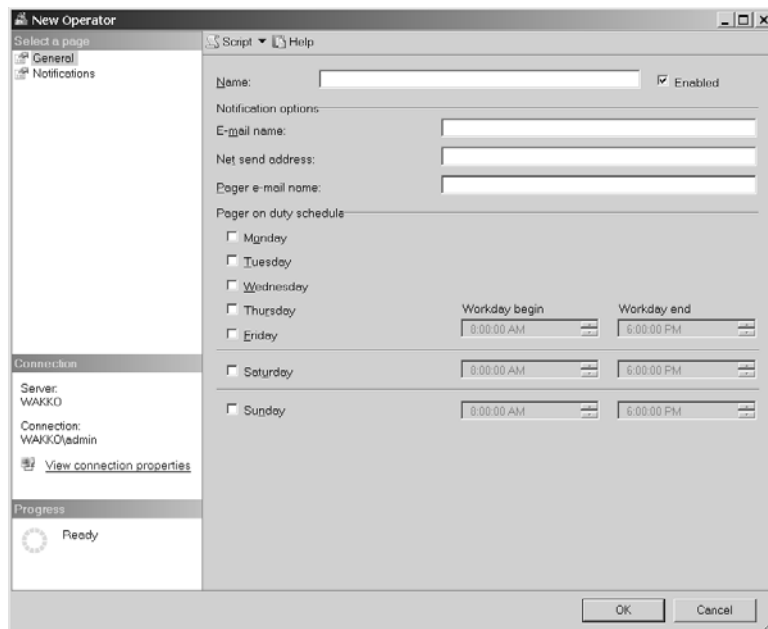 New Operator
Select a page
General
Notifications
Script Help
Name: Enabled
Notification options
E-mail name:
Net send address:
Pager e-mail name:
Pager on duty schedule
Monday
Tuesday
Wednesday
Thursday Workday begin Workday end
Friday 8:00:00 AM 6:00:00 PM
Saturday 8:00:00 AM 6:00:00 PM
Sunday 8:00:00 AM 6:00:00 PM
Connection
Server:
WAKKO
Connection:
WAKKO\admin
View connection properties
Progress
Ready
OK Cancel